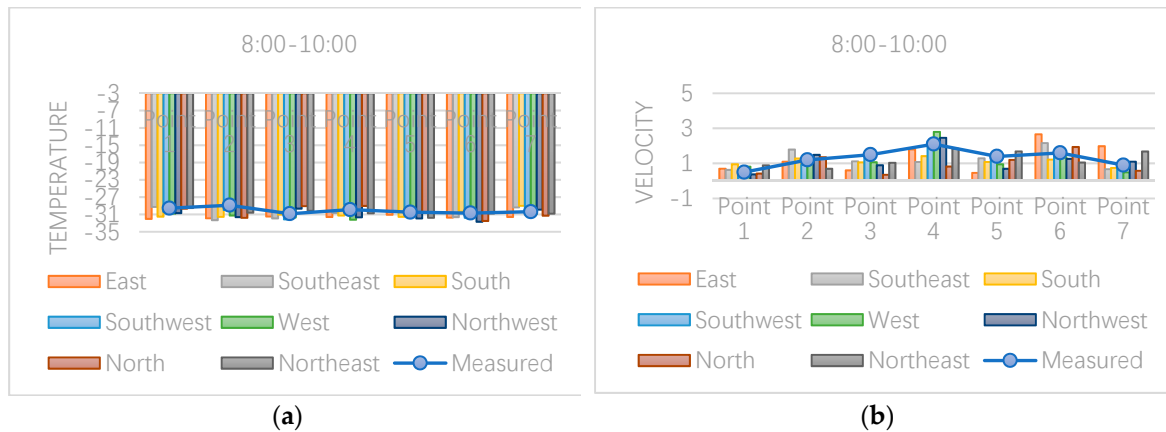 8:00-10:00
TEMPERATURE
-3
-7
-11
-15
-19
-23
-27
-31
-35
East
Southeast
South
Southwest
West
Northwest
North
Northeast
Measured
(a)
8:00-10:00
VELOCITY
5
3
1
-1
Point 1
Point 2
Point 3
Point 4
Point 5
Point 6
Point 7
East
Southeast
South
Southwest
West
Northwest
North
Northeast
Measured
(b)